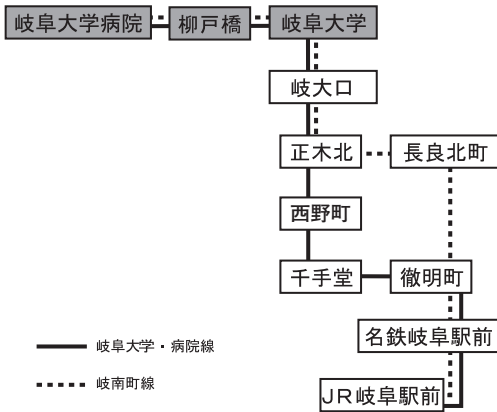 岐阜大学病院
柳戸橋
岐阜大学
岐大口
正木北
長良北町
西野町
千手堂
徹明町
名鉄岐阜駅前
JR岐阜駅前
岐阜大学・病院線
岐南町線